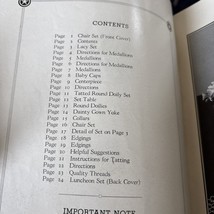 CONTENTS
Page 1 Chair Set (Front Cover)
Page 2 Contents
Page 3 Lacy Set
Page 4 Directions for Medallions
Page 5 Medallions
Page 6 Directions for Medallions
Page 7 Medallions
Page 8 Baby Caps
Page 9 Centerpiece
Page 10 Directions
Page 11 Tatted Round Doily Set
Page 12 Set Table
Page 13 Round Doilies
Page 14 Dainty Gown Yoke
Page 15 Collars
Page 16 Chair Set
Page 17 Detail of Set on Page 3
Page 18 Edgings
Page 19 Edgings
Page 20 Helpful Suggestions
Page 21 Instructions for Tatting
Page 22 Directions
Page 23 Quality Threads
Page 24 Luncheon Set (Back Cover)
IMPORTANT NOTE